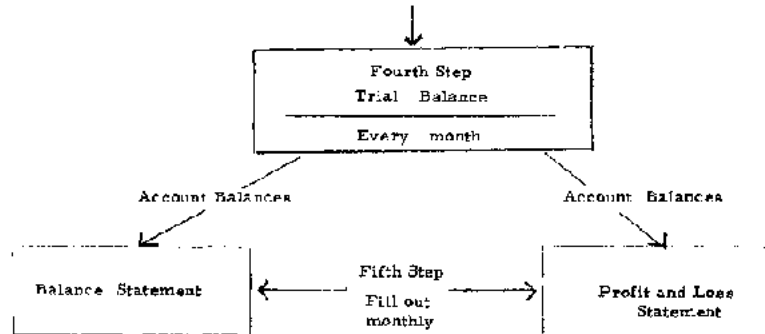 Fourth Step
Trial Balance
Every month
Account Balances
Account Balances
Balance Statement
Fifth Step
Fill out
monthly
Profit and Loss
Statement